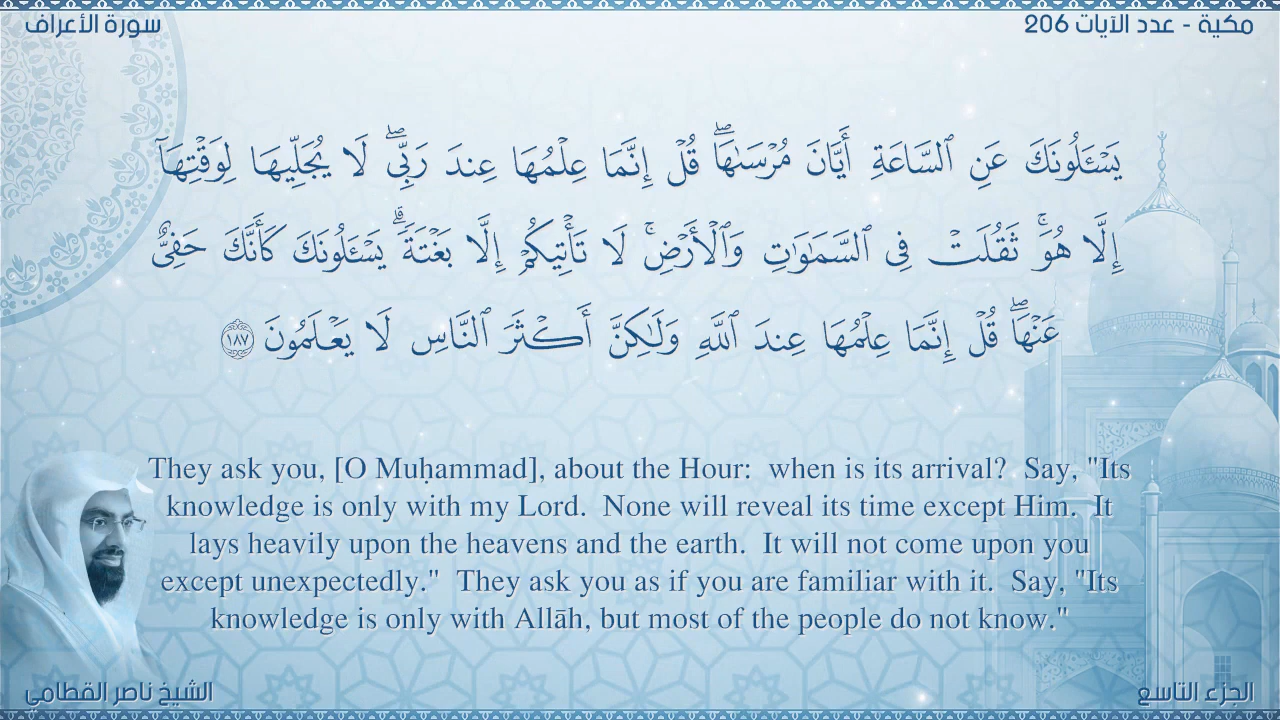 مكية - عدد الآيات 206
سورة الأعراف
يَسْـَٔلُونَكَ عَنِ ٱلسَّاعَةِ أَيَّانَ مُرْسَىٰهَا ۖ قُلْ إِنَّمَا عِلْمُهَا عِندَ رَبِّى ۖ لَا يُجَلِّيهَا لِوَقْتِهَآ
إِلَّا هُوَ ۚ ثَقُلَتْ فِى ٱلسَّمَـٰوَٰتِ وَٱلْأَرْضِ ۚ لَا تَأْتِيكُمْ إِلَّا بَغْتَةً ۗ يَسْـَٔلُونَكَ كَأَنَّكَ حَفِىٌّ
عَنْهَا ۖ قُلْ إِنَّمَا عِلْمُهَا عِندَ ٱللَّهِ وَلَـٰكِنَّ أَكْثَرَ ٱلنَّاسِ لَا يَعْلَمُونَ ١٨٧
They ask you, [O Muḥammad], about the Hour: when is its arrival? Say, "Its
knowledge is only with my Lord. None will reveal its time except Him. It
lays heavily upon the heavens and the earth. It will not come upon you
except unexpectedly." They ask you as if you are familiar with it. Say, "Its
knowledge is only with Allāh, but most of the people do not know."
الجزء التاسع
الشيخ ناصر القطامي